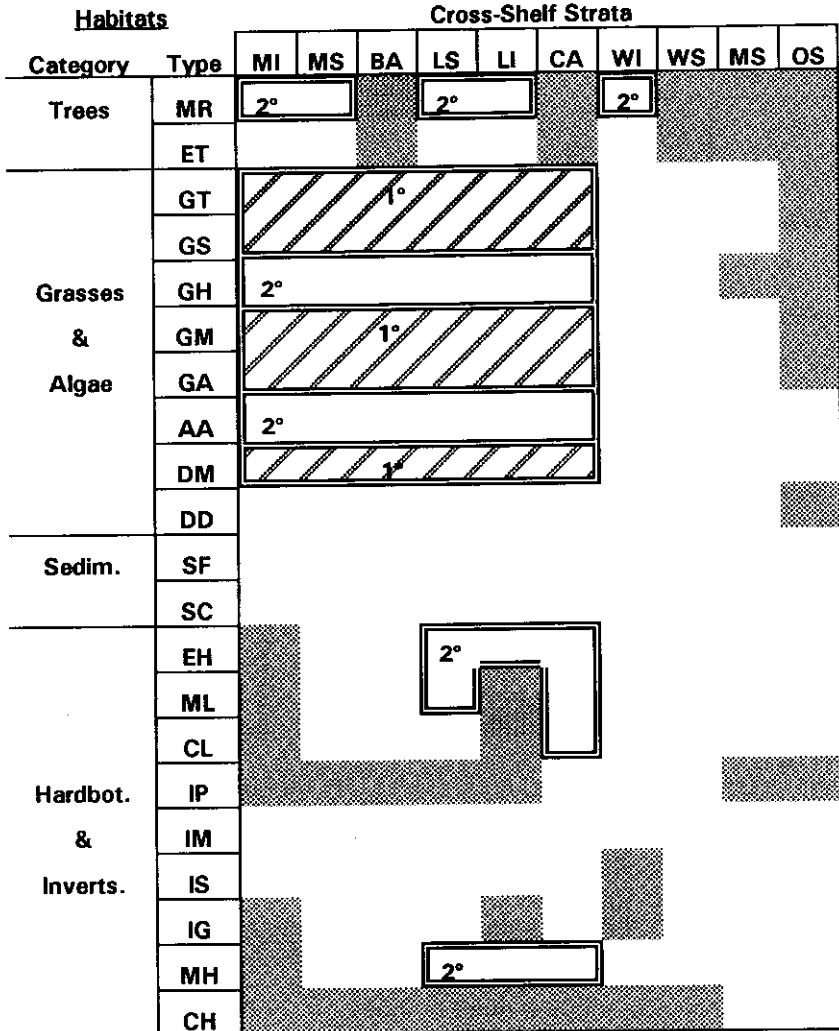 Habitats Cross-Shelf Strata
Category Type MI MS BA LS LI CA WI WS MS OS
Trees MR 2° 2° 2°
ET
GT 1°
GS
Grasses GH 2°
& GM 1°
Algae GA
AA 2°
DM 1°
DD
Sedim. SF
SC
EH 2°
ML
CL
Hardbot. IP
& IM
Inverts. IS
IG
MH 2°
CH